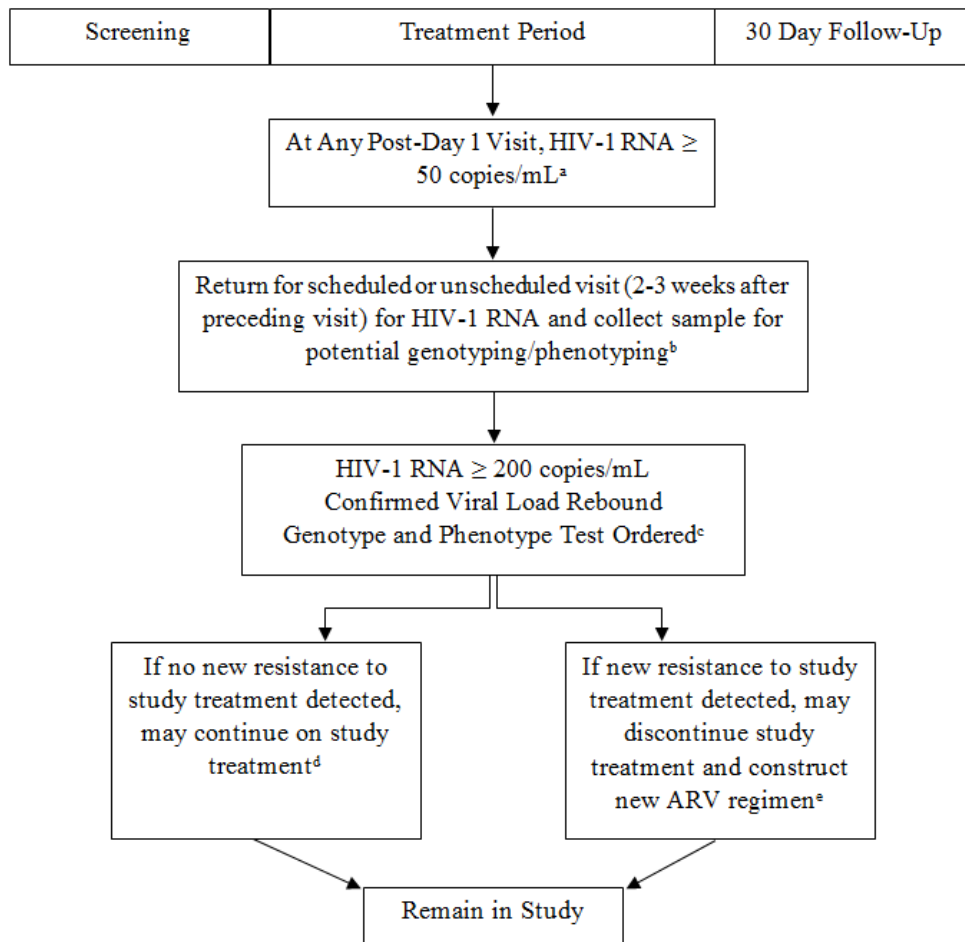 Screening
Treatment Period
30 Day Follow-Up
At Any Post-Day 1 Visit, HIV-1 RNA ≥
50 copies/mLᵃ
Return for scheduled or unscheduled visit (2-3 weeks after
preceding visit) for HIV-1 RNA and collect sample for
potential genotyping/phenotypingᵇ
HIV-1 RNA ≥ 200 copies/mL
Confirmed Viral Load Rebound
Genotype and Phenotype Test Orderedᶜ
If no new resistance to
study treatment detected,
may continue on study
treatmentᵈ
If new resistance to study
treatment detected, may
discontinue study
treatment and construct
new ARV regimenᵉ
Remain in Study